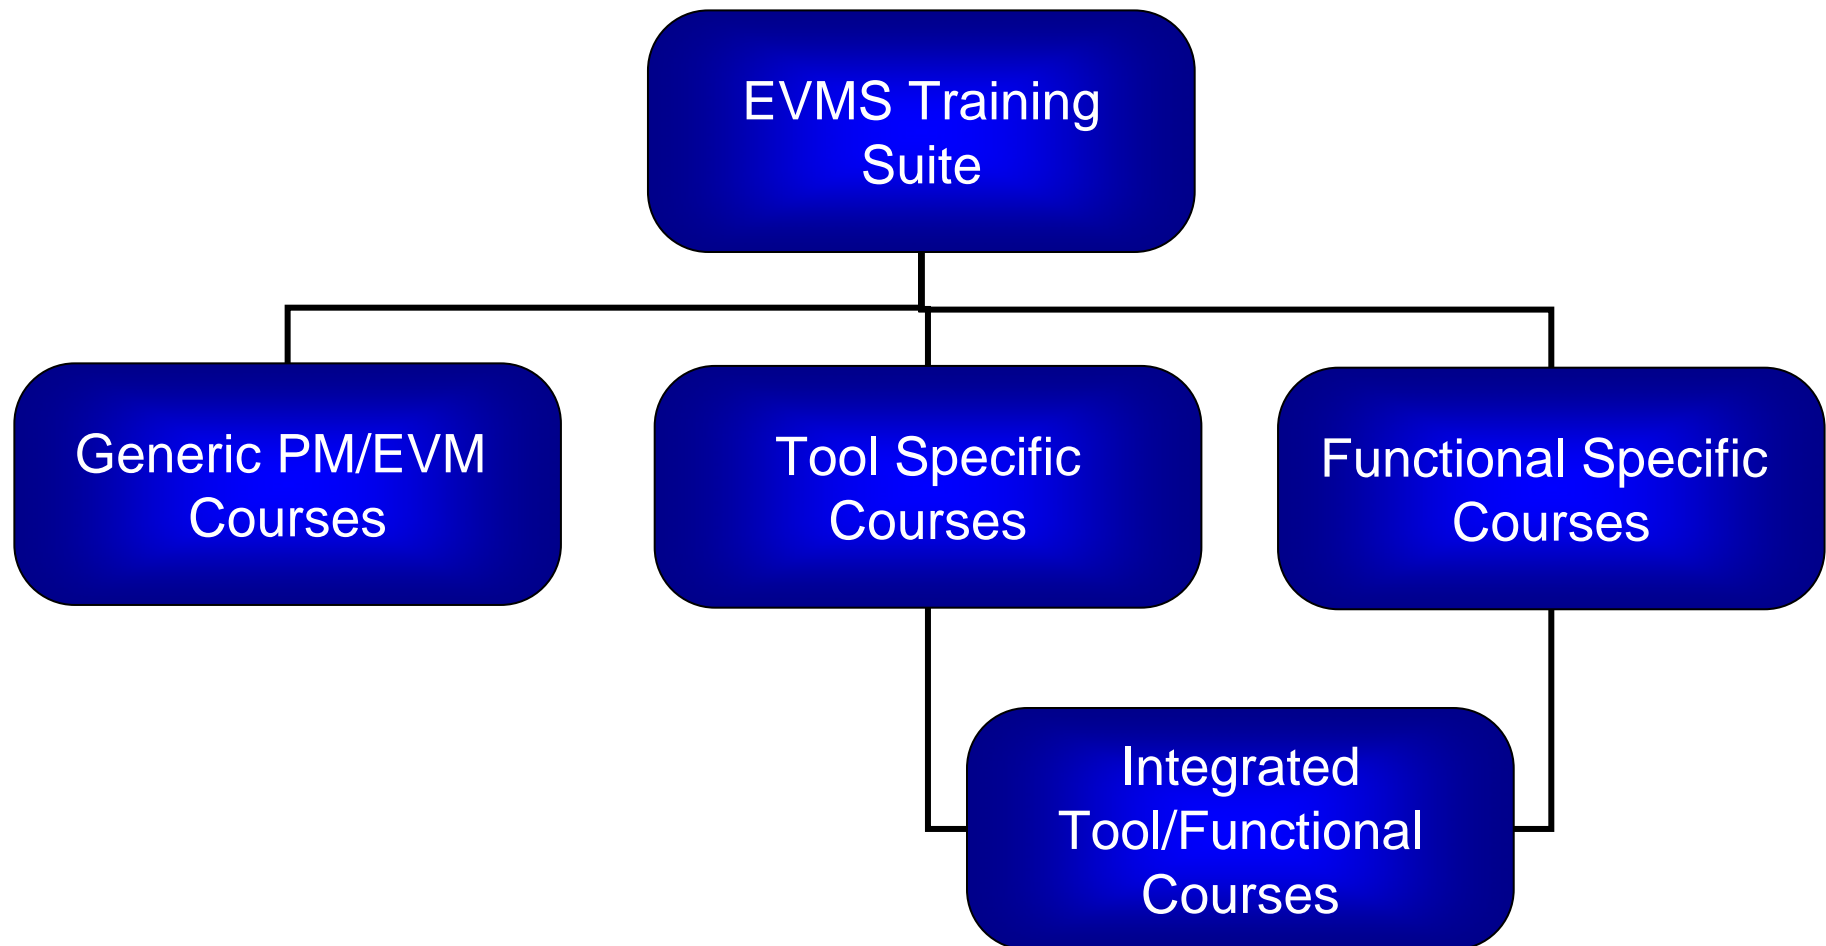 EVMS Training
Suite
Generic PM/EVM
Courses
Tool Specific
Courses
Functional Specific
Courses
Integrated
Tool/Functional
Courses